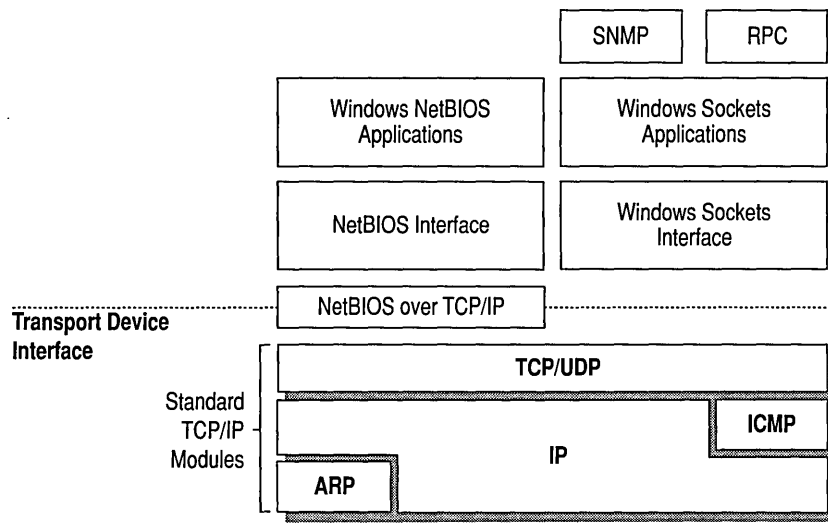 SNMP
RPC
Windows NetBIOS
Applications
Windows Sockets
Applications
NetBIOS Interface
Windows Sockets
Interface
NetBIOS over TCP/IP
Transport Device
Interface
TCP/UDP
Standard
TCP/IP
Modules
ICMP
IP
ARP